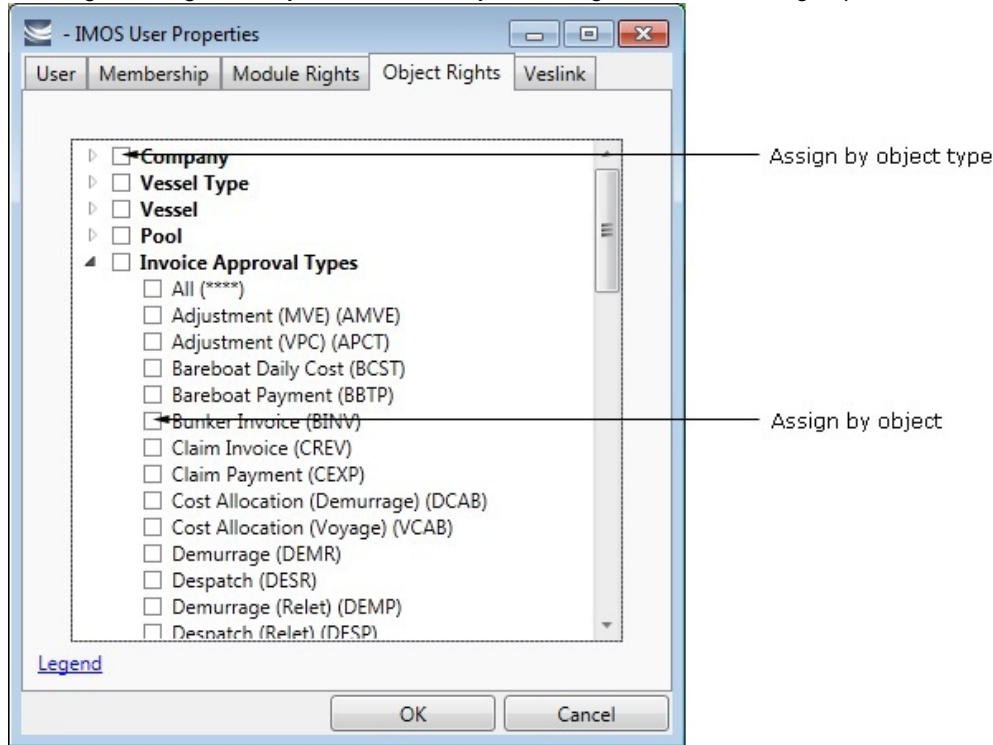 - IMOS User Properties
User Membership Module Rights Object Rights Veslink
Company
Assign by object type
Vessel Type
Vessel
Pool
Invoice Approval Types
All (****)
Adjustment (MVE) (AMVE)
Adjustment (VPC) (APCT)
Bareboat Daily Cost (BCST)
Bareboat Payment (BBTP)
Bunker Invoice (BINV)
Assign by object
Claim Invoice (CREV)
Claim Payment (CEXP)
Cost Allocation (Demurrage) (DCAB)
Cost Allocation (Voyage) (VCAB)
Demurrage (DEMR)
Despatch (DESR)
Demurrage (Relet) (DEMP)
Despatch (Relet) (DESP)
Legend
OK Cancel